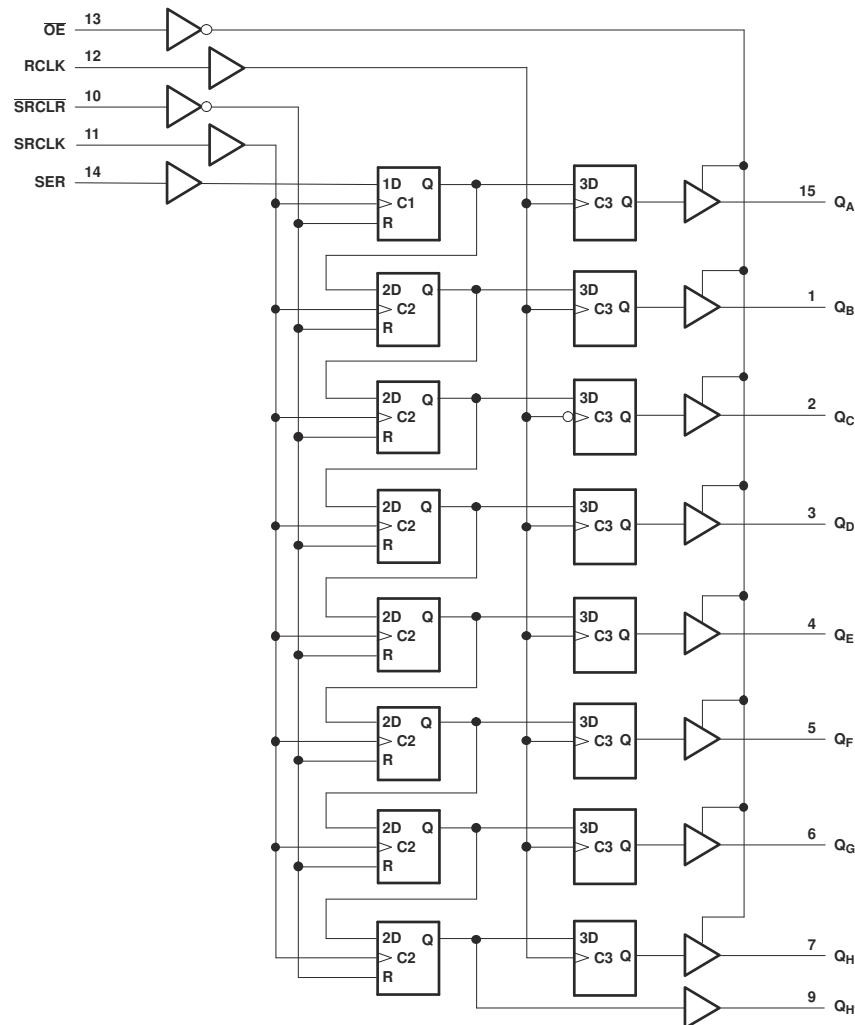 OE 13
RCLK 12
SRCLR 10
SRCLK 11
SER 14
1D Q
C1
R
3D
C3 Q
15 QA
2D Q
C2
R
3D
C3 Q
1 QB
2D Q
C2
R
3D
C3 Q
2 QC
2D Q
C2
R
3D
C3 Q
3 QD
2D Q
C2
R
3D
C3 Q
4 QE
2D Q
C2
R
3D
C3 Q
5 QF
2D Q
C2
R
3D
C3 Q
6 QG
2D Q
C2
R
3D
C3 Q
7 QH
9 QH